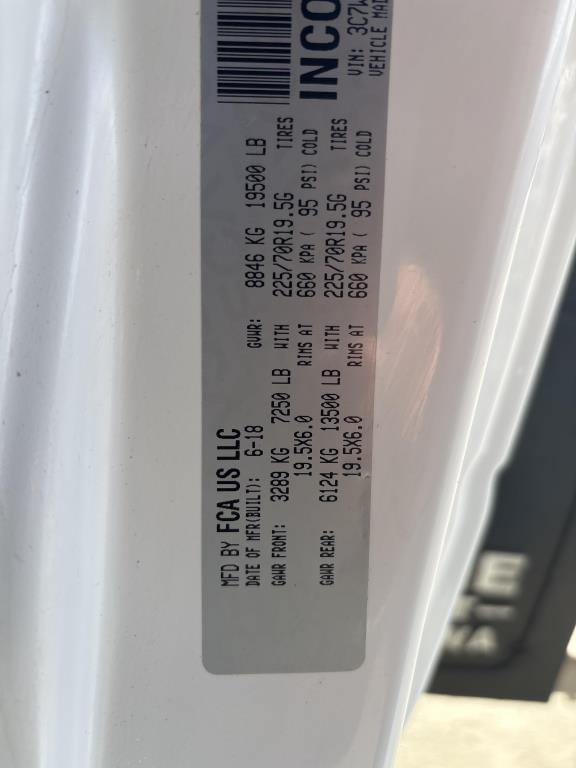 MFD BY FCA US LLC
DATE OF MFR(BUILT): 6-18 GVWR: 8846 KG 19500 LB
GAWR FRONT: 3289 KG 7250 LB WITH 225/70R19.5G TIRES
19.5X6.0 RIMS AT 660 KPA ( 95 PSI) COLD
GAWR REAR: 6124 KG 13500 LB WITH 225/70R19.5G TIRES
19.5X6.0 RIMS AT 660 KPA ( 95 PSI) COLD
INCO
VIN: 3C7W
VEHICLE MAD
E
NA